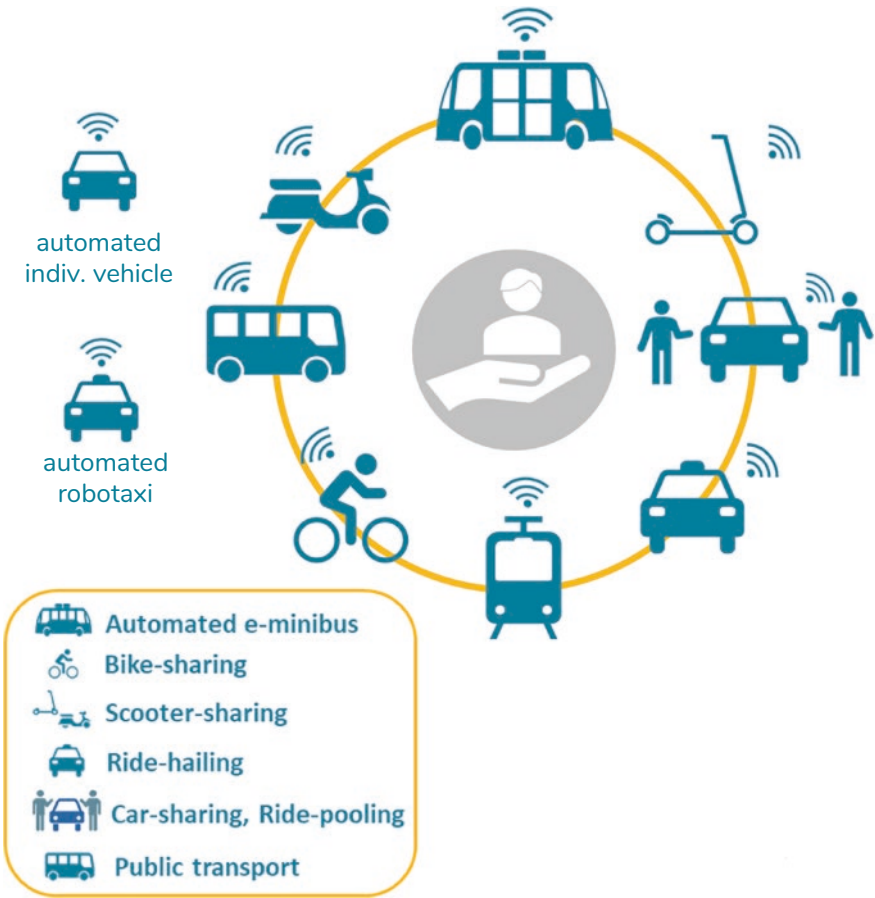 automated
indiv. vehicle
automated
robotaxi
Automated e-minibus
Bike-sharing
Scooter-sharing
Ride-hailing
Car-sharing, Ride-pooling
Public transport